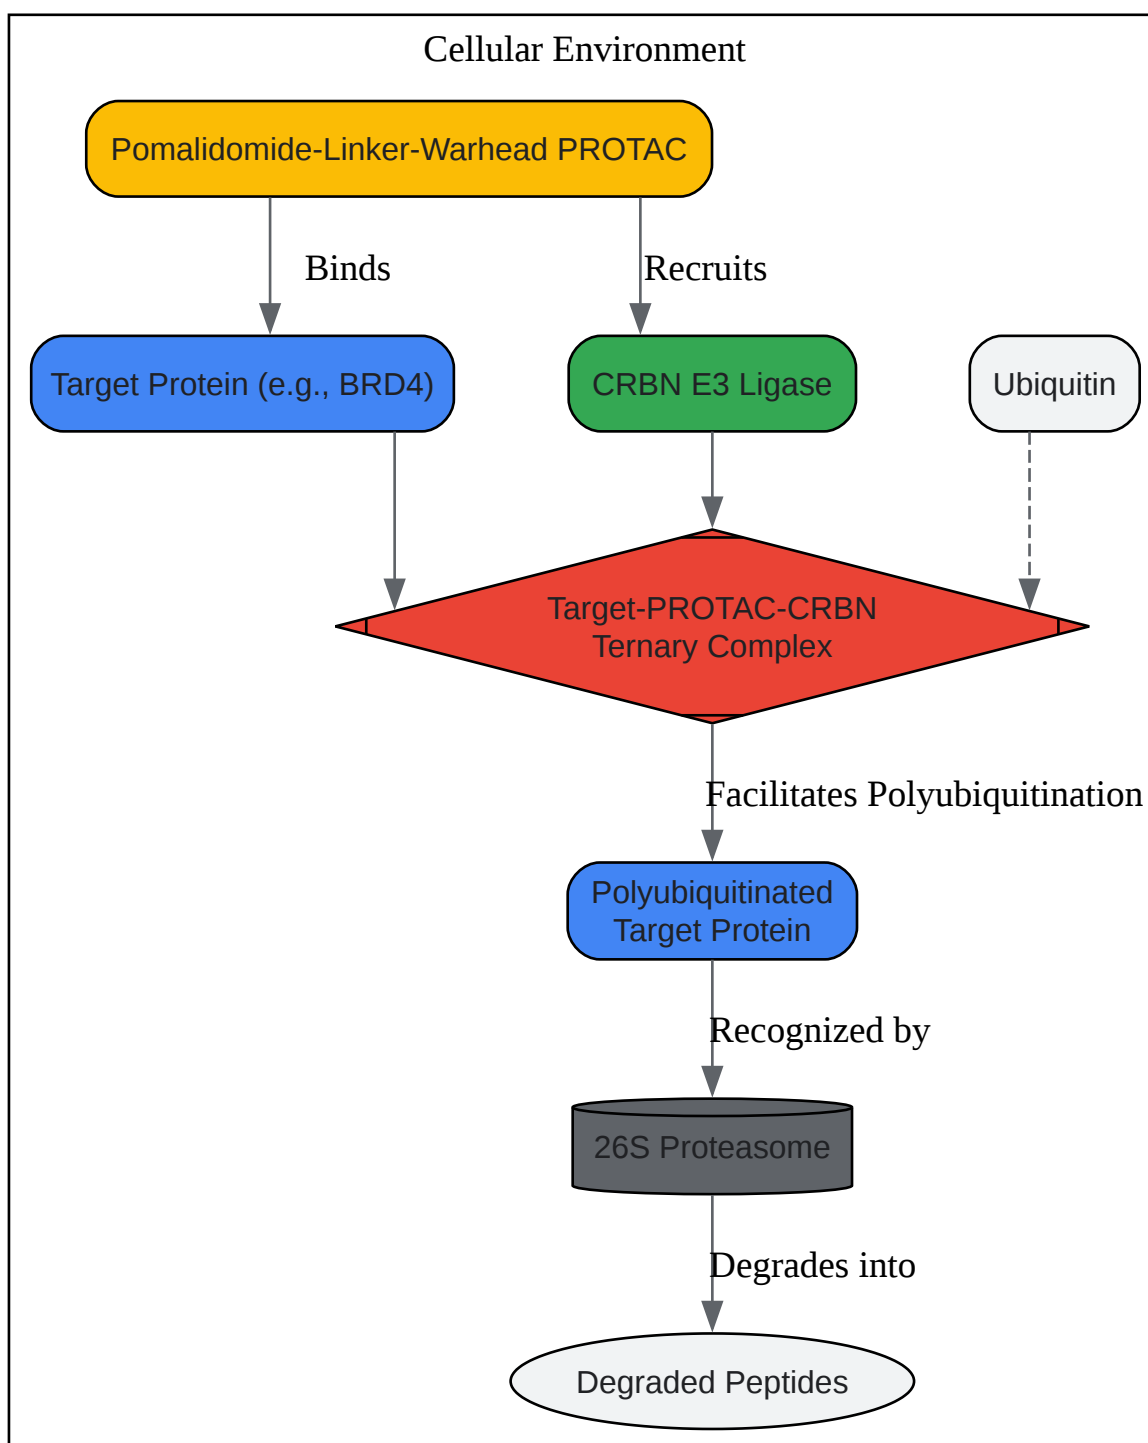 Cellular Environment
Pomalidomide-Linker-Warhead PROTAC
Binds
Recruits
Target Protein (e.g., BRD4)
CRBN E3 Ligase
Ubiquitin
Target-PROTAC-CRBN
Ternary Complex
Facilitates Polyubiquitination
Polyubiquitinated
Target Protein
Recognized by
26S Proteasome
Degrades into
Degraded Peptides